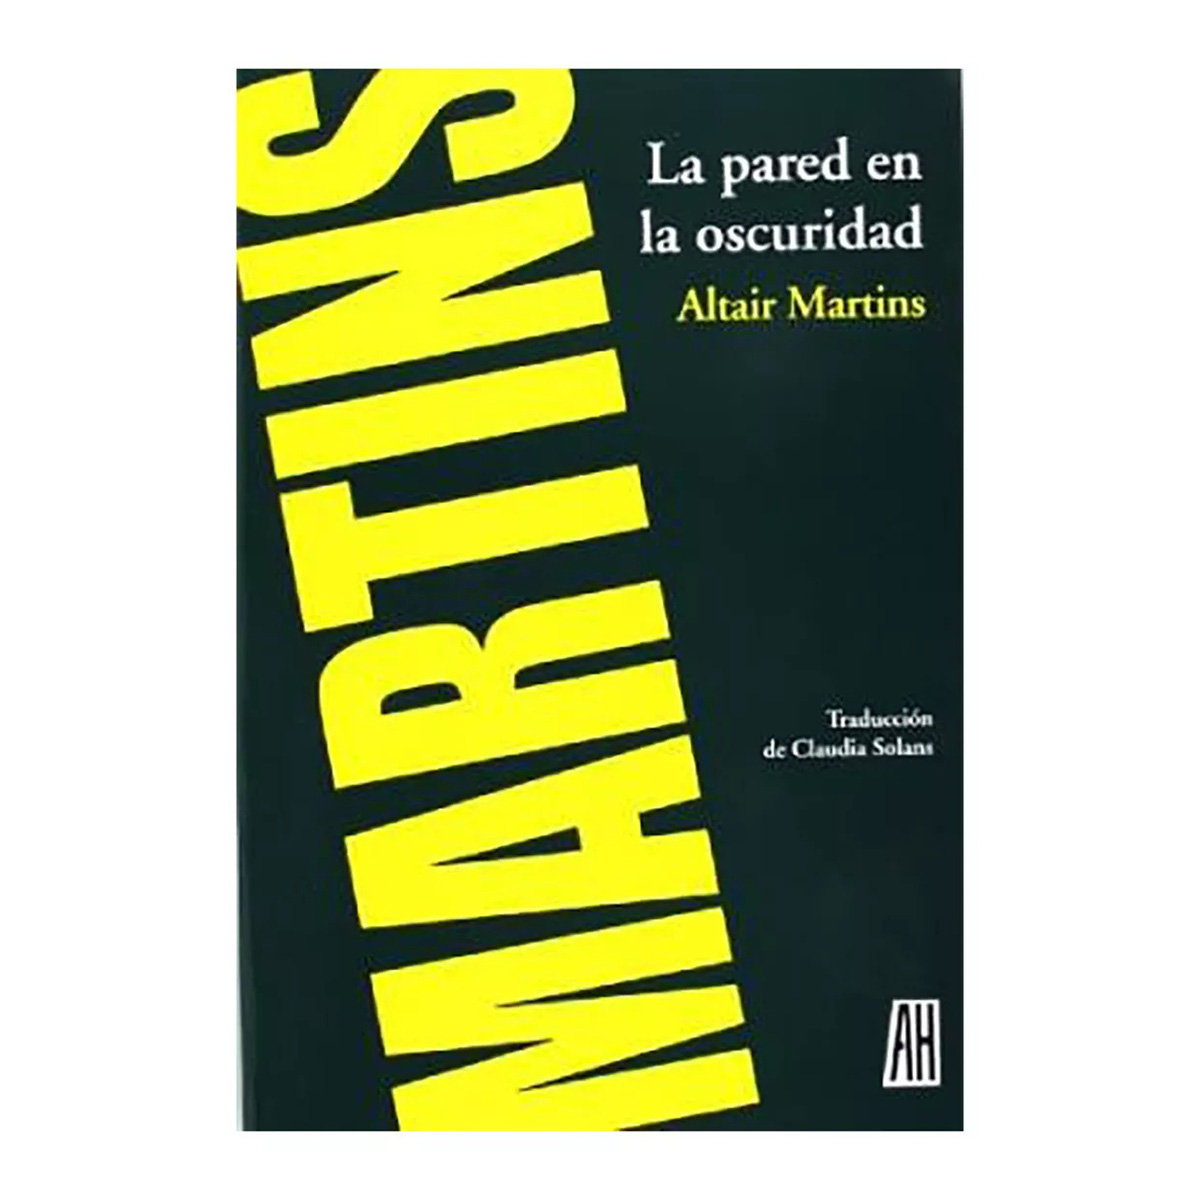 MARTINS
La pared en
la oscuridad
Altair Martins
Traducción
de Claudia Solans
AH